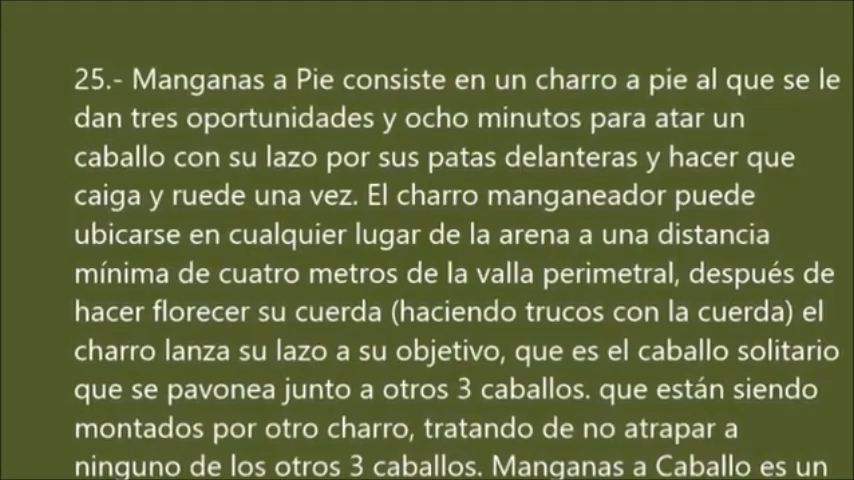 25.- Manganas a Pie consiste en un charro a pie al que se le
dan tres oportunidades y ocho minutos para atar un
caballo con su lazo por sus patas delanteras y hacer que
caiga y ruede una vez. El charro manganeador puede
ubicarse en cualquier lugar de la arena a una distancia
mínima de cuatro metros de la valla perimetral, después de
hacer florecer su cuerda (haciendo trucos con la cuerda) el
charro lanza su lazo a su objetivo, que es el caballo solitario
que se pavonea junto a otros 3 caballos. que están siendo
montados por otro charro, tratando de no atrapar a
ninguno de los otros 3 caballos. Manganas a Caballo es un